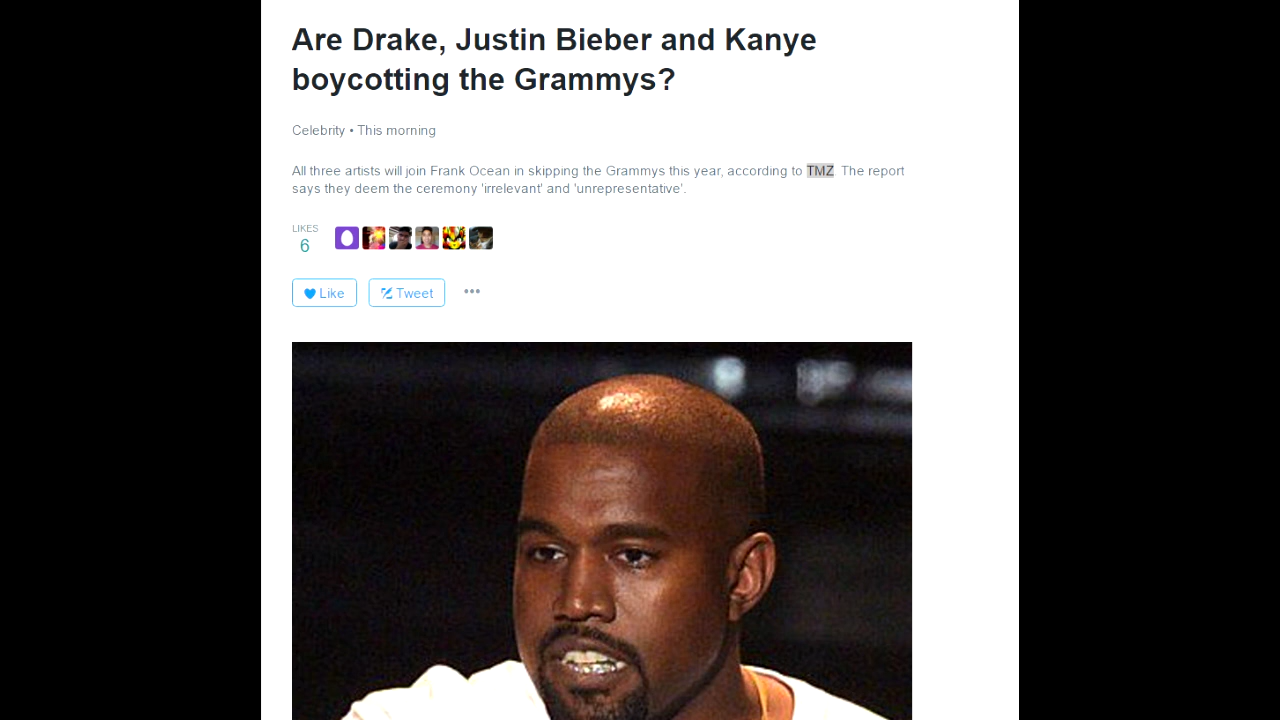 Are Drake, Justin Bieber and Kanye
boycotting the Grammys?
Celebrity • This morning
All three artists will join Frank Ocean in skipping the Grammys this year, according to TMZ. The report
says they deem the ceremony 'irrelevant' and 'unrepresentative'.
LIKES
6
Like Tweet •••